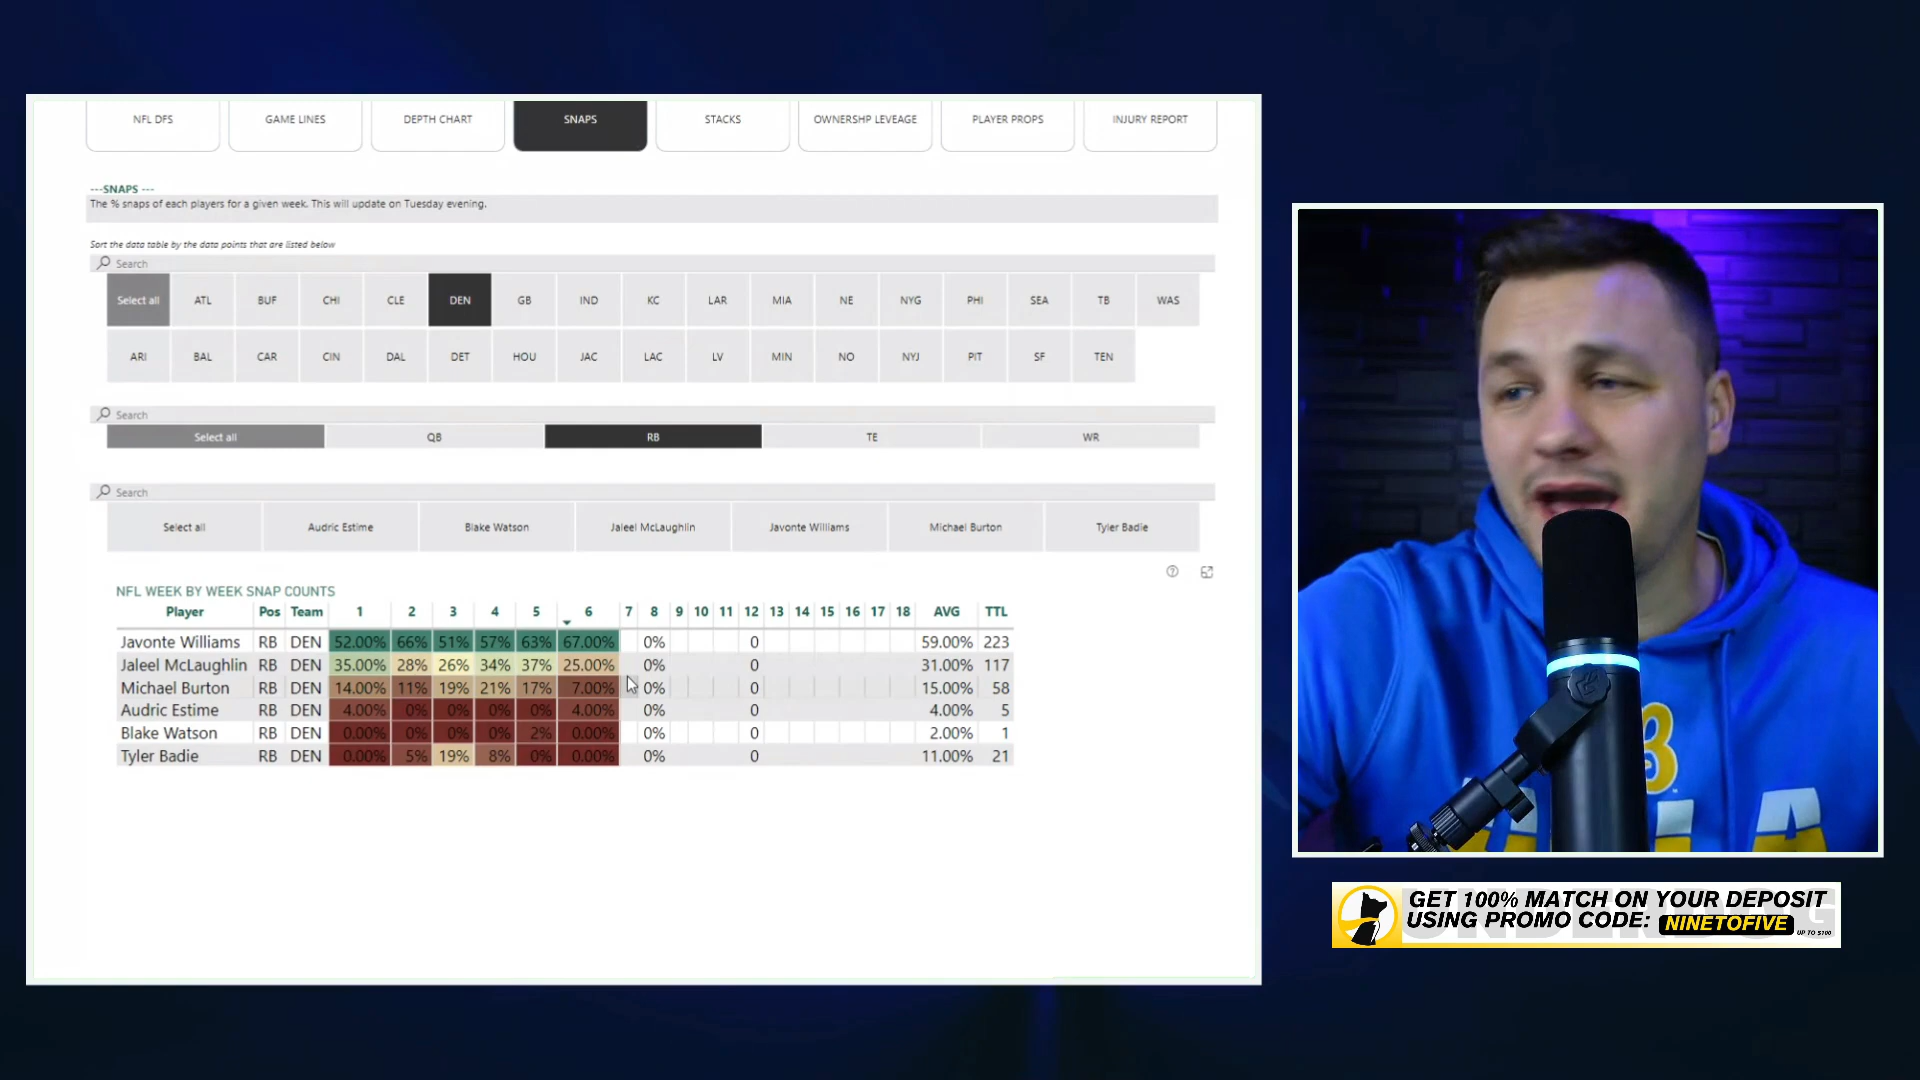 NFL DFS GAME LINES DEPTH CHART SNAPS STACKS OWNERSHP LEVEAGE PLAYER PROPS INJURY REPORT
---SNAPS ---
The % snaps of each players for a given week. This will update on Tuesday evening.
Sort the data table by the data points that are listed below
Search
Select all ATL BUF CHI CLE DEN GB IND KC LAR MIA NE NYG PHI SEA TB WAS
ARI BAL CAR CIN DAL DET HOU JAC LAC LV MIN NO NYJ PIT SF TEN
Search
Select all QB RB TE WR
Search
Select all Audric Estime Blake Watson Jaleel McLaughlin Javonte Williams Michael Burton Tyler Badie
NFL WEEK BY WEEK SNAP COUNTS
Player Pos Team 1 2 3 4 5 6 7 8 9 10 11 12 13 14 15 16 17 18 AVG TTL
Javonte Williams RB DEN 52.00% 66% 51% 57% 63% 67.00% 0% 0 59.00% 223
Jaleel McLaughlin RB DEN 35.00% 28% 26% 34% 37% 25.00% 0% 0 31.00% 117
Michael Burton RB DEN 14.00% 11% 19% 21% 17% 7.00% 0% 0 15.00% 58
Audric Estime RB DEN 4.00% 0% 0% 0% 0% 4.00% 0% 0 4.00% 5
Blake Watson RB DEN 0.00% 0% 0% 0% 2% 0.00% 0% 0 2.00% 1
Tyler Badie RB DEN 0.00% 5% 19% 8% 0% 0.00% 0% 0 11.00% 21
GET 100% MATCH ON YOUR DEPOSIT
USING PROMO CODE: NINETOFIVE
UP TO $100